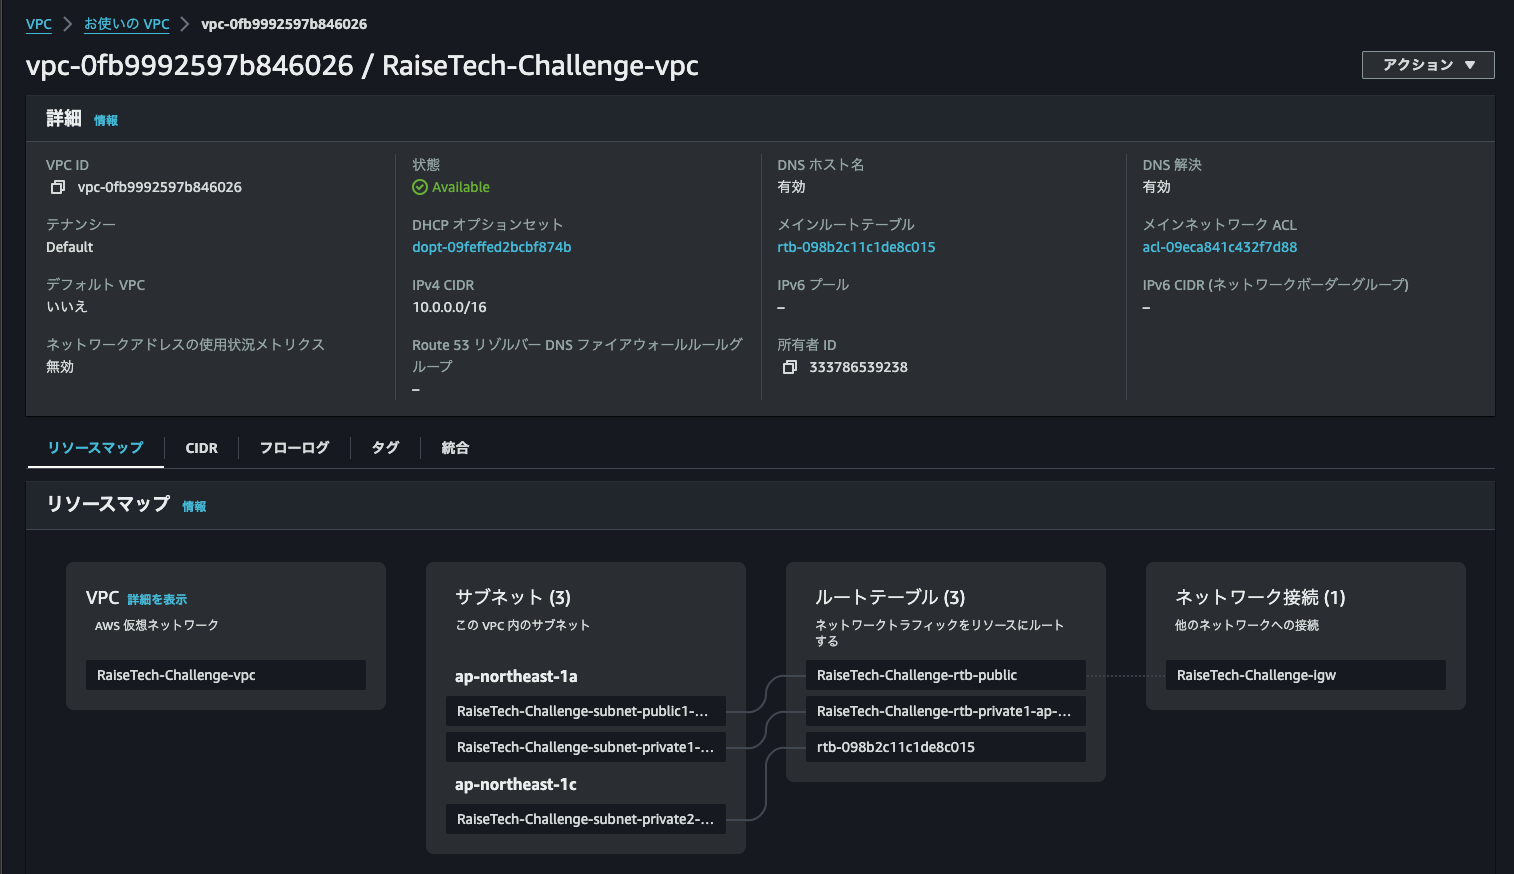 VPC > お使いの VPC > vpc-0fb9992597b846026
vpc-0fb9992597b846026 / RaiseTech-Challenge-vpc
アクション ▼
詳細 情報
VPC ID
vpc-0fb9992597b846026
状態
Available
DNS ホスト名
有効
DNS 解決
有効
テナンシー
Default
DHCP オプションセット
dopt-09feffed2bcbf874b
メインルートテーブル
rtb-098b2c11c1de8c015
メインネットワーク ACL
acl-09eca841c432f7d88
デフォルト VPC
いいえ
IPv4 CIDR
10.0.0.0/16
IPv6 プール
–
IPv6 CIDR (ネットワークボーダーグループ)
–
ネットワークアドレスの使用状況メトリクス
無効
Route 53 リゾルバー DNS ファイアウォールルールグ
ループ
–
所有者 ID
333786539238
リソースマップ
CIDR
フローログ
タグ
統合
リソースマップ 情報
VPC 詳細を表示
AWS 仮想ネットワーク
RaiseTech-Challenge-vpc
サブネット (3)
この VPC 内のサブネット
ap-northeast-1a
RaiseTech-Challenge-subnet-public1-...
RaiseTech-Challenge-subnet-private1-...
ap-northeast-1c
RaiseTech-Challenge-subnet-private2-...
ルートテーブル (3)
ネットワークトラフィックをリソースにルート
する
RaiseTech-Challenge-rtb-public
RaiseTech-Challenge-rtb-private1-ap-...
rtb-098b2c11c1de8c015
ネットワーク接続 (1)
他のネットワークへの接続
RaiseTech-Challenge-igw